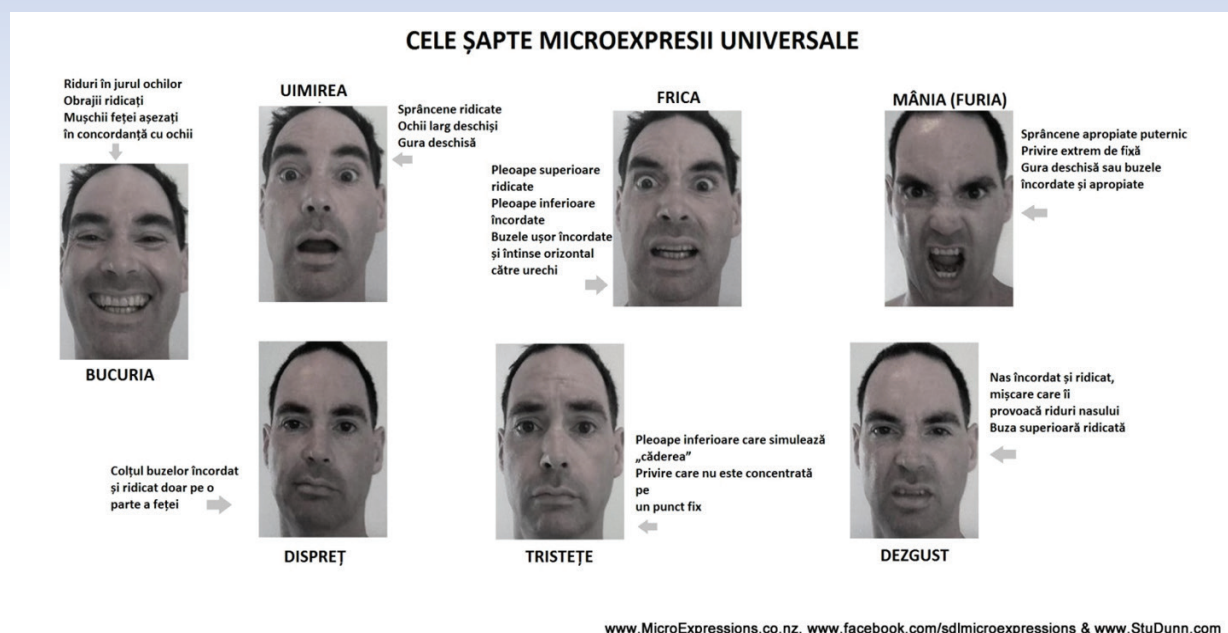 CELE ȘAPTE MICROEXPRESII UNIVERSALE
Riduri în jurul ochilor
Obrajii ridicați
Mușchii feței așezați
în concordanță cu ochii
BUCURIA
UIMIREA
Sprâncene ridicate
Ochii larg deschiși
Gura deschisă
FRICA
Pleoape superioare
ridicate
Pleoape inferioare
încordate
Buzele ușor încordate
și întinse orizontal
către urechi
MÂNIA (FURIA)
Sprâncene apropiate puternic
Privire extrem de fixă
Gura deschisă sau buzele
încordate și apropiate
Colțul buzelor încordat
și ridicat doar pe o
parte a feței
DISPREȚ
Pleoape inferioare care simulează
„căderea”
Privire care nu este concentrată
pe
un punct fix
TRISTEȚE
Nas încordat și ridicat,
mișcare care îi
provoacă riduri nasului
Buza superioară ridicată
DEZGUST
www.MicroExpressions.co.nz, www.facebook.com/sdlmicroexpressions & www.StuDunn.com